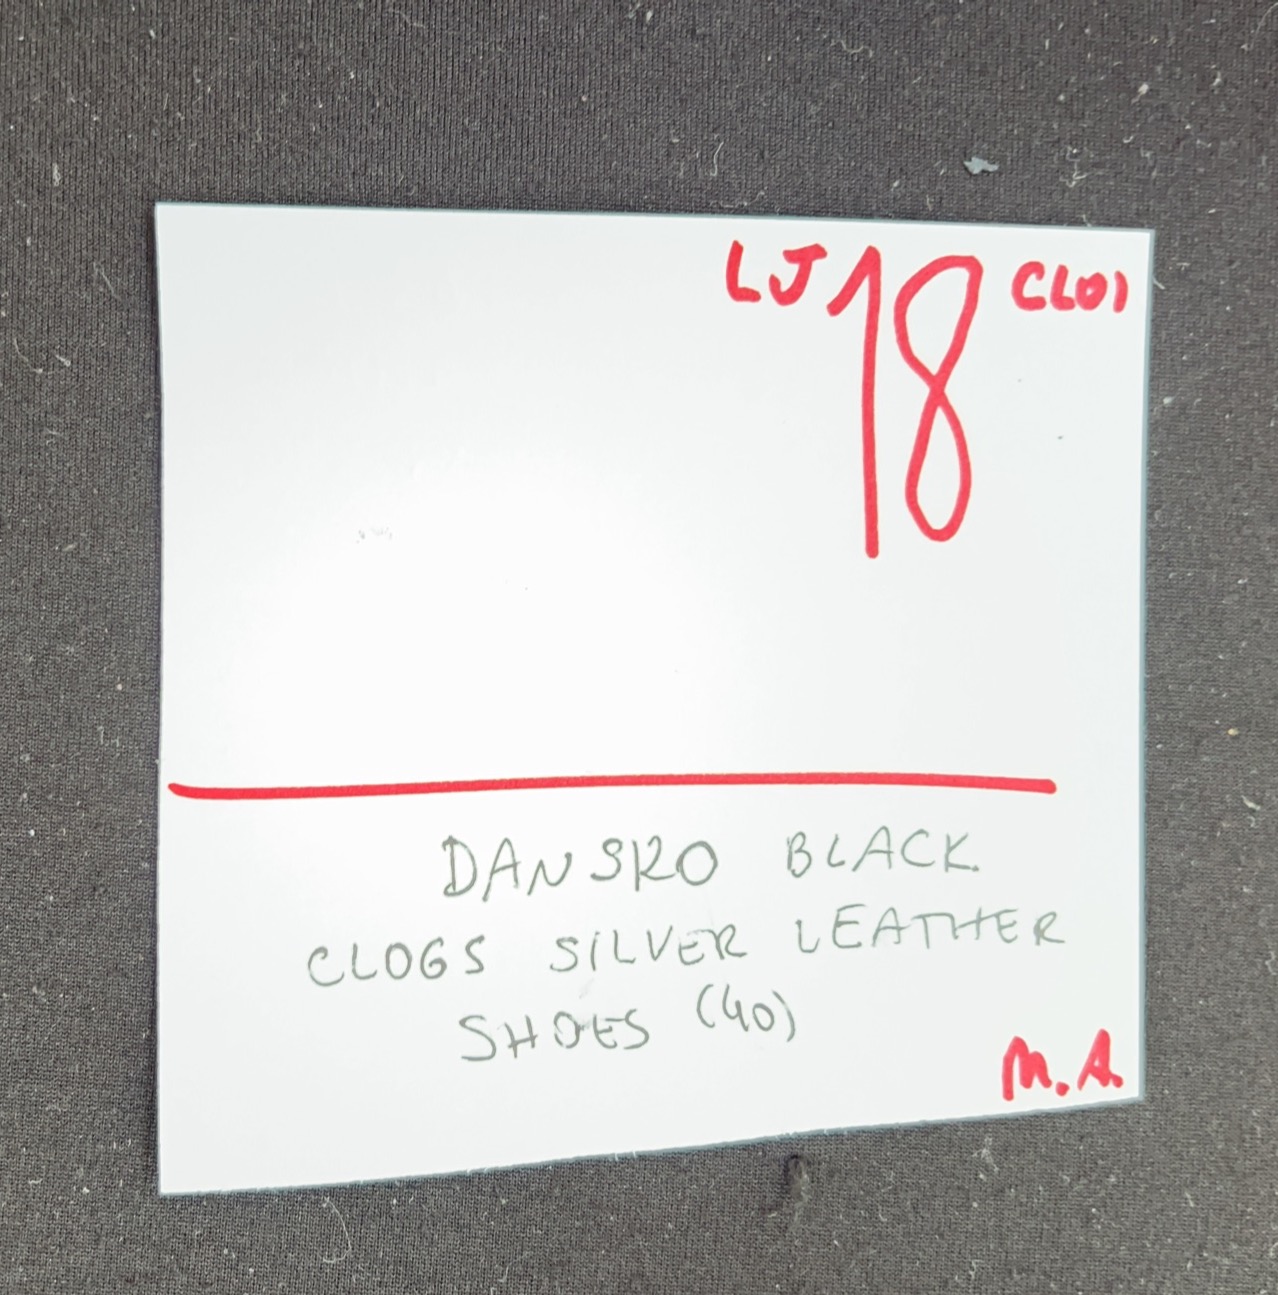 LJ 18 CL01
DANSKO BLACK
CLOGS SILVER LEATHER
SHOES (40)
M.A.